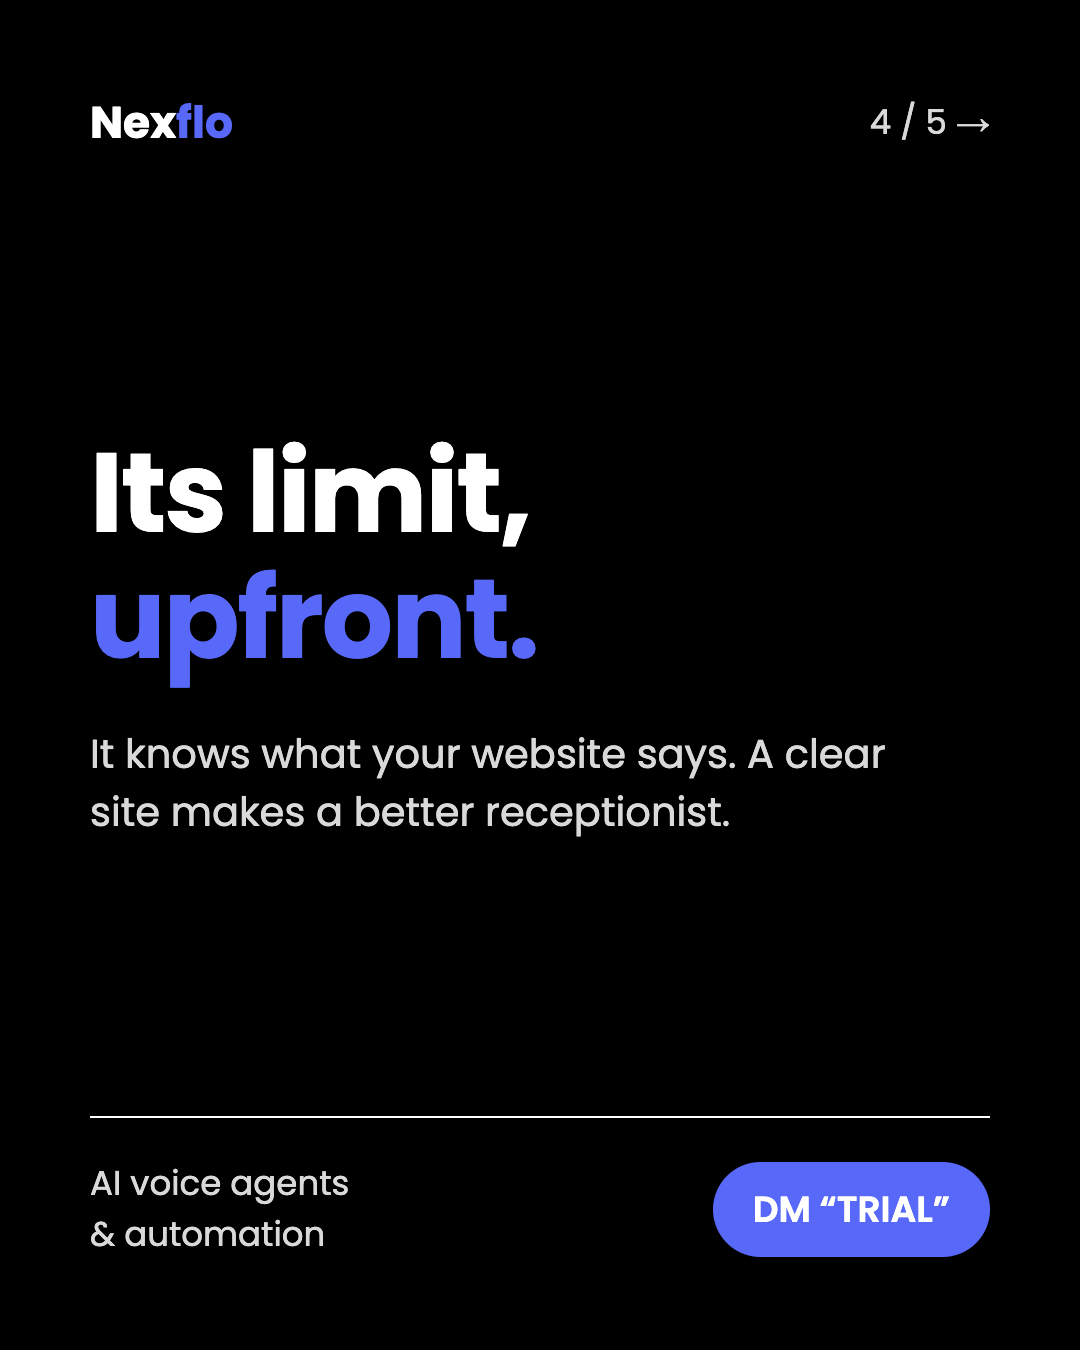 Nexflo
4 / 5 →
Its limit,
upfront.
It knows what your website says. A clear
site makes a better receptionist.
AI voice agents
& automation
DM “TRIAL”